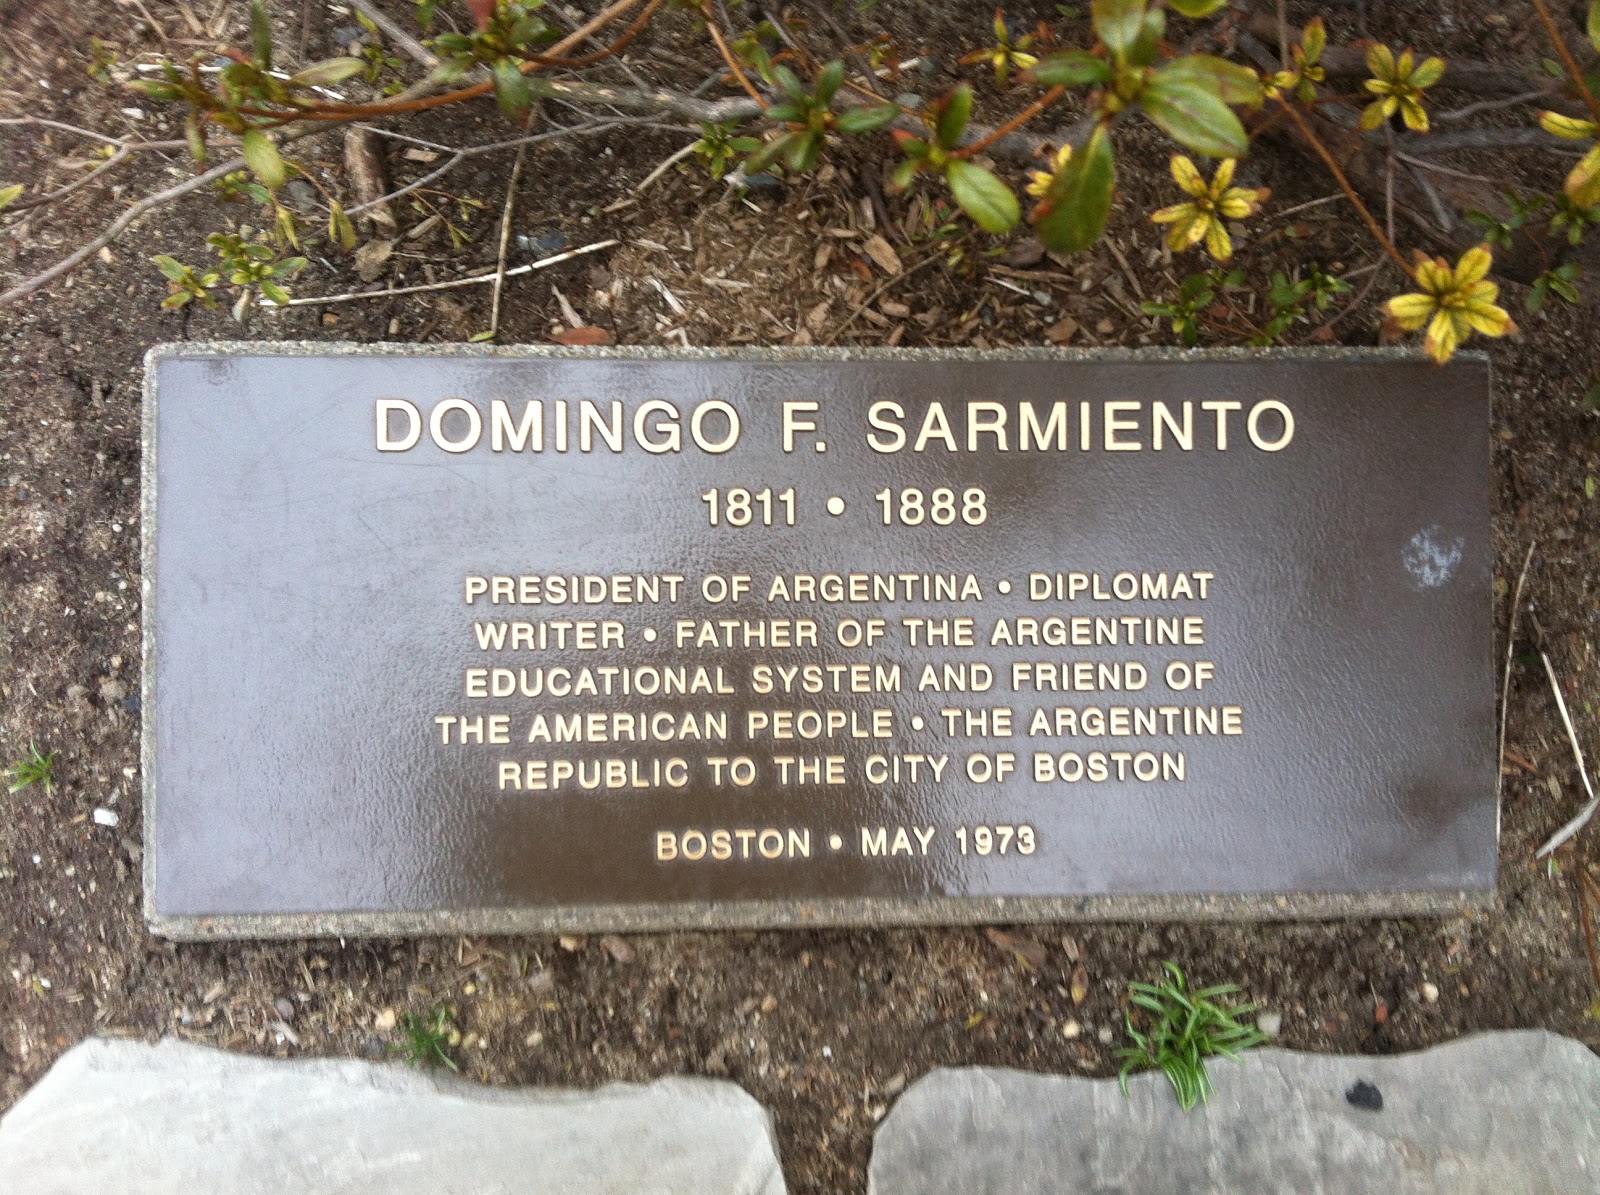 DOMINGO F. SARMIENTO
1811 • 1888
PRESIDENT OF ARGENTINA • DIPLOMAT
WRITER • FATHER OF THE ARGENTINE
EDUCATIONAL SYSTEM AND FRIEND OF
THE AMERICAN PEOPLE • THE ARGENTINE
REPUBLIC TO THE CITY OF BOSTON
BOSTON • MAY 1973